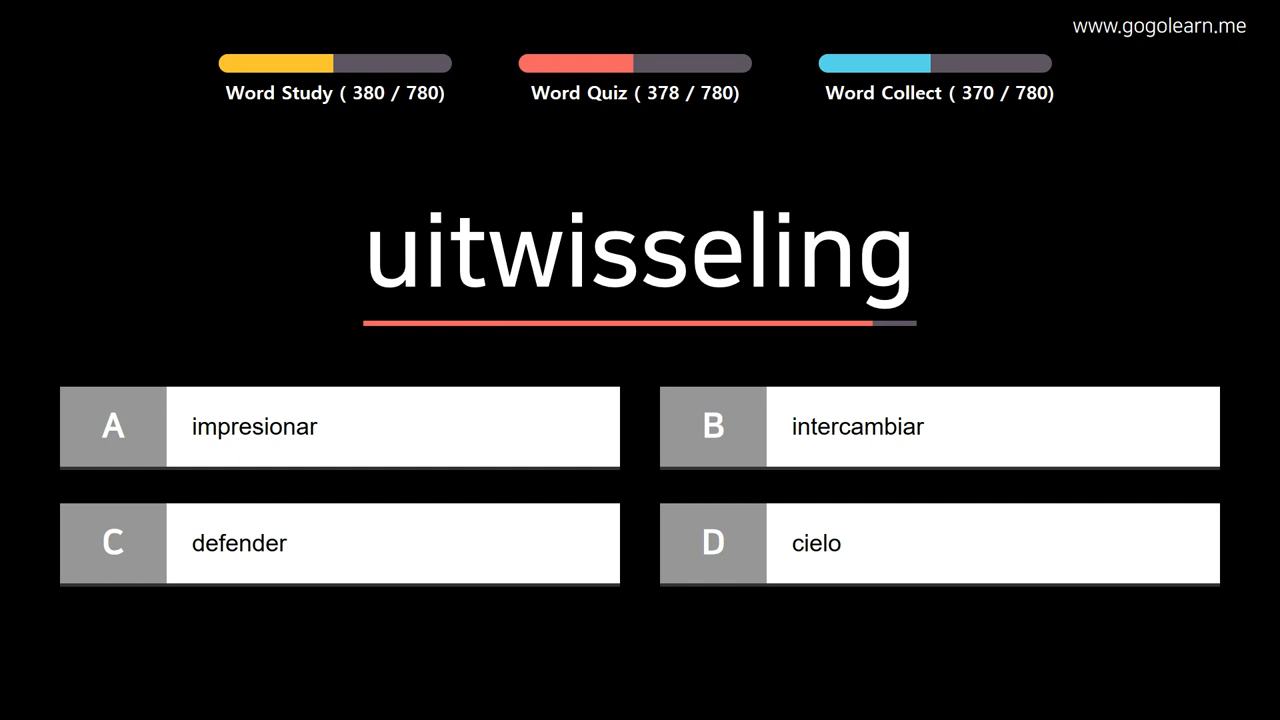 www.gogolearn.me
Word Study ( 380 / 780)
Word Quiz ( 378 / 780)
Word Collect ( 370 / 780)
uitwisseling
A impresionar
B intercambiar
C defender
D cielo